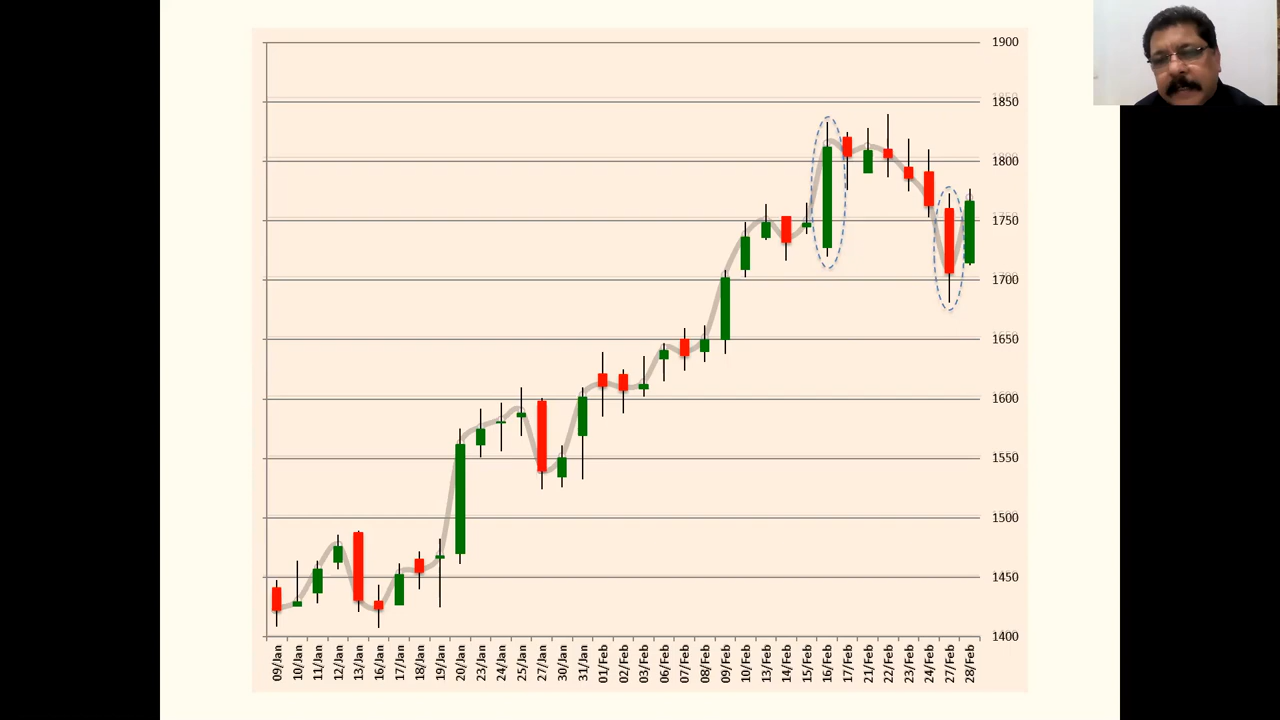 1900
1850
1800
1750
1700
1650
1600
1550
1500
1450
1400
09/Jan
10/Jan
11/Jan
12/Jan
13/Jan
16/Jan
17/Jan
18/Jan
19/Jan
20/Jan
23/Jan
24/Jan
25/Jan
27/Jan
30/Jan
31/Jan
01/Feb
02/Feb
03/Feb
06/Feb
07/Feb
08/Feb
09/Feb
10/Feb
13/Feb
14/Feb
15/Feb
16/Feb
17/Feb
21/Feb
22/Feb
23/Feb
24/Feb
27/Feb
28/Feb